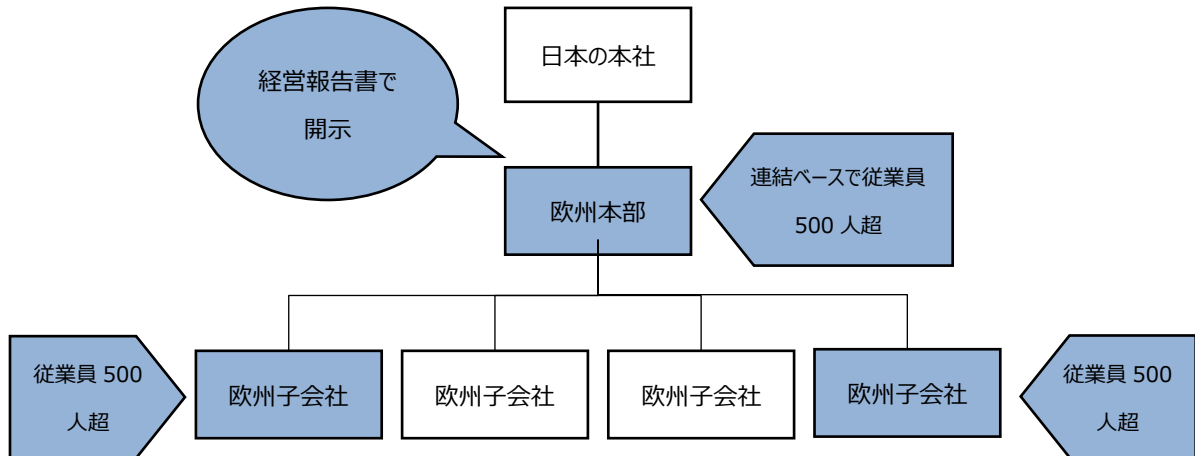 日本の本社
経営報告書で
開示
連結ベースで従業員
500 人超
欧州本部
従業員 500
人超
欧州子会社
欧州子会社
欧州子会社
欧州子会社
従業員 500
人超